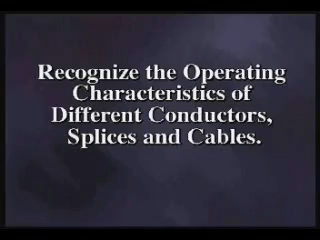 Recognize the Operating
Characteristics of
Different Conductors,
Splices and Cables.